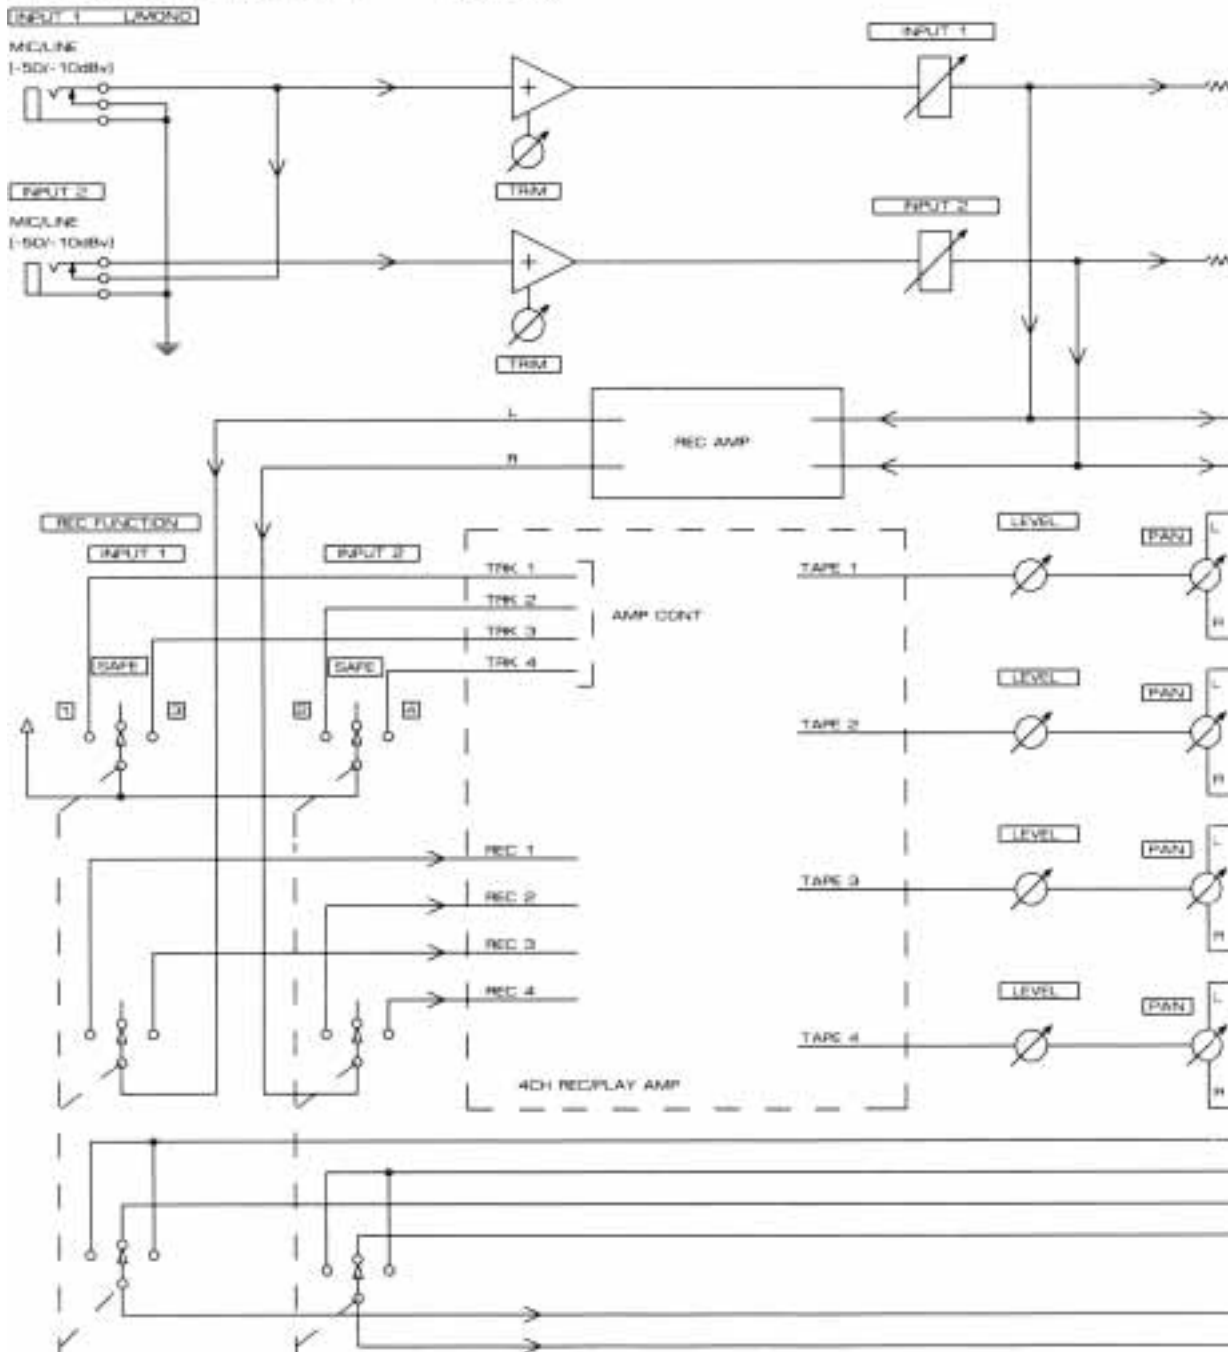 INPUT 1 L/MONO
MIC/LINE
(-50/-10dBv)
INPUT 1
TRIM
INPUT 2
MIC/LINE
(-50/-10dBv)
INPUT 2
TRIM
L
REC AMP
R
REC FUNCTION
INPUT 1
INPUT 2
LEVEL
PAN
L
TRK 1
TAPE 1
TRK 2
AMP CONT
R
TRK 3
SAFE
SAFE
TRK 4
LEVEL
PAN
L
1
3
2
4
TAPE 2
R
LEVEL
PAN
L
REC 1
TAPE 3
REC 2
R
REC 3
REC 4
LEVEL
PAN
L
TAPE 4
4CH REC/PLAY AMP
R